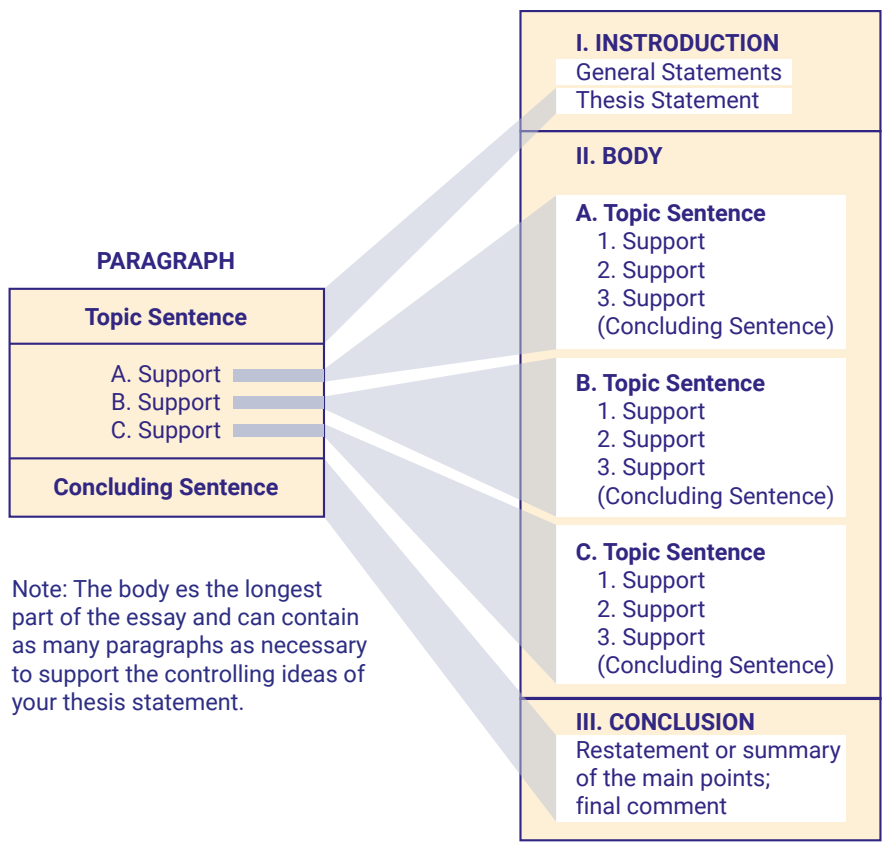 PARAGRAPH
Topic Sentence
A. Support
B. Support
C. Support
Concluding Sentence
Note: The body es the longest
part of the essay and can contain
as many paragraphs as necessary
to support the controlling ideas of
your thesis statement.
I. INSTRODUCTION
General Statements
Thesis Statement
II. BODY
A. Topic Sentence
1. Support
2. Support
3. Support
(Concluding Sentence)
B. Topic Sentence
1. Support
2. Support
3. Support
(Concluding Sentence)
C. Topic Sentence
1. Support
2. Support
3. Support
(Concluding Sentence)
III. CONCLUSION
Restatement or summary
of the main points;
final comment